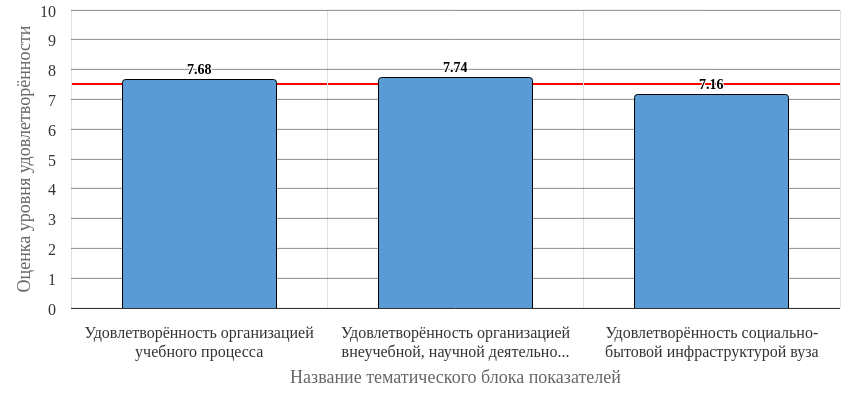 Оценка уровня удовлетворённости
10
9
8
7
6
5
4
3
2
1
0
7.68
7.74
7.16
Удовлетворённость организацией
учебного процесса
Удовлетворённость организацией
внеучебной, научной деятельно...
Удовлетворённость социально-
бытовой инфраструктурой вуза
Название тематического блока показателей